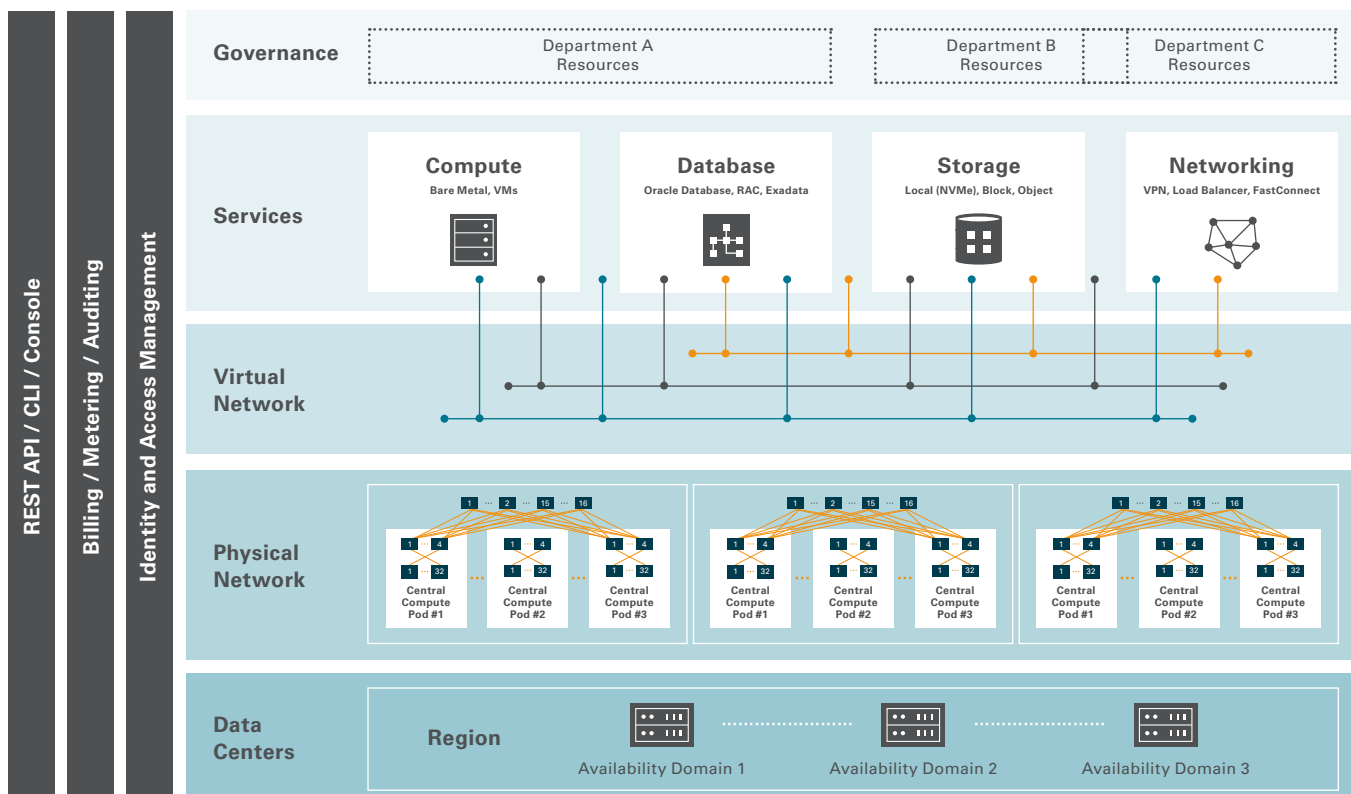 REST API / CLI / Console
Billing / Metering / Auditing
Identity and Access Management
Governance
Department A
Resources
Department B
Resources
Department C
Resources
Services
Compute
Bare Metal, VMs
Database
Oracle Database, RAC, Exadata
Storage
Local (NVMe), Block, Object
Networking
VPN, Load Balancer, FastConnect
Virtual
Network
Physical
Network
1 ... 2 ... 15 ... 16
1 ... 4
1 ... 4
1 ... 4
1 ... 32
1 ... 32
1 ... 32
Central
Compute
Pod #1
...
Central
Compute
Pod #2
...
Central
Compute
Pod #3
1 ... 2 ... 15 ... 16
1 ... 4
1 ... 4
1 ... 4
1 ... 32
1 ... 32
1 ... 32
Central
Compute
Pod #1
...
Central
Compute
Pod #2
...
Central
Compute
Pod #3
1 ... 2 ... 15 ... 16
1 ... 4
1 ... 4
1 ... 4
1 ... 32
1 ... 32
1 ... 32
Central
Compute
Pod #1
...
Central
Compute
Pod #2
...
Central
Compute
Pod #3
Data
Centers
Region
Availability Domain 1
Availability Domain 2
Availability Domain 3